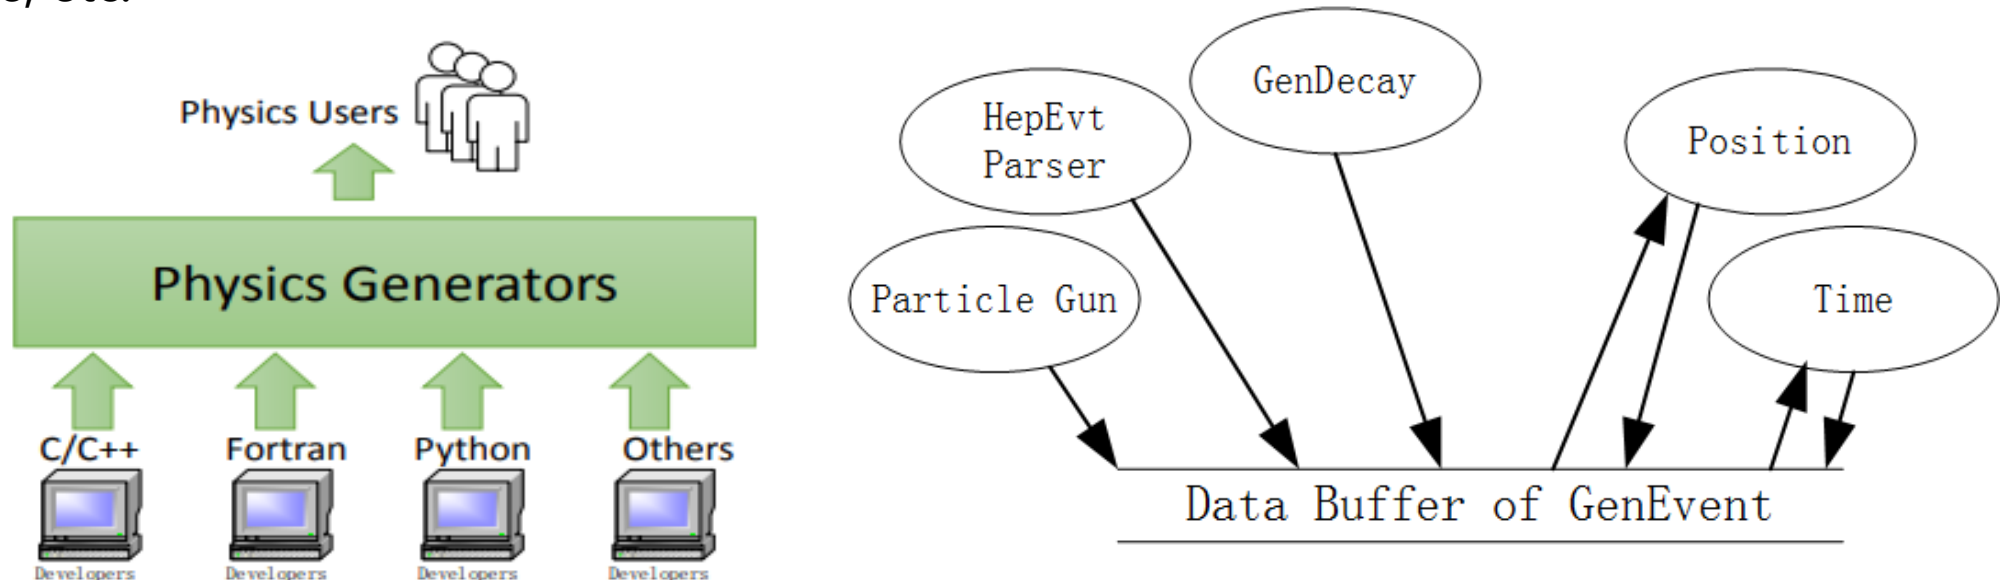 etc.
Physics Users
Physics Generators
C/C++
Fortran
Python
Others
Developers
Developers
Developers
Developers
HepEvt
Parser
GenDecay
Position
Particle Gun
Time
Data Buffer of GenEvent